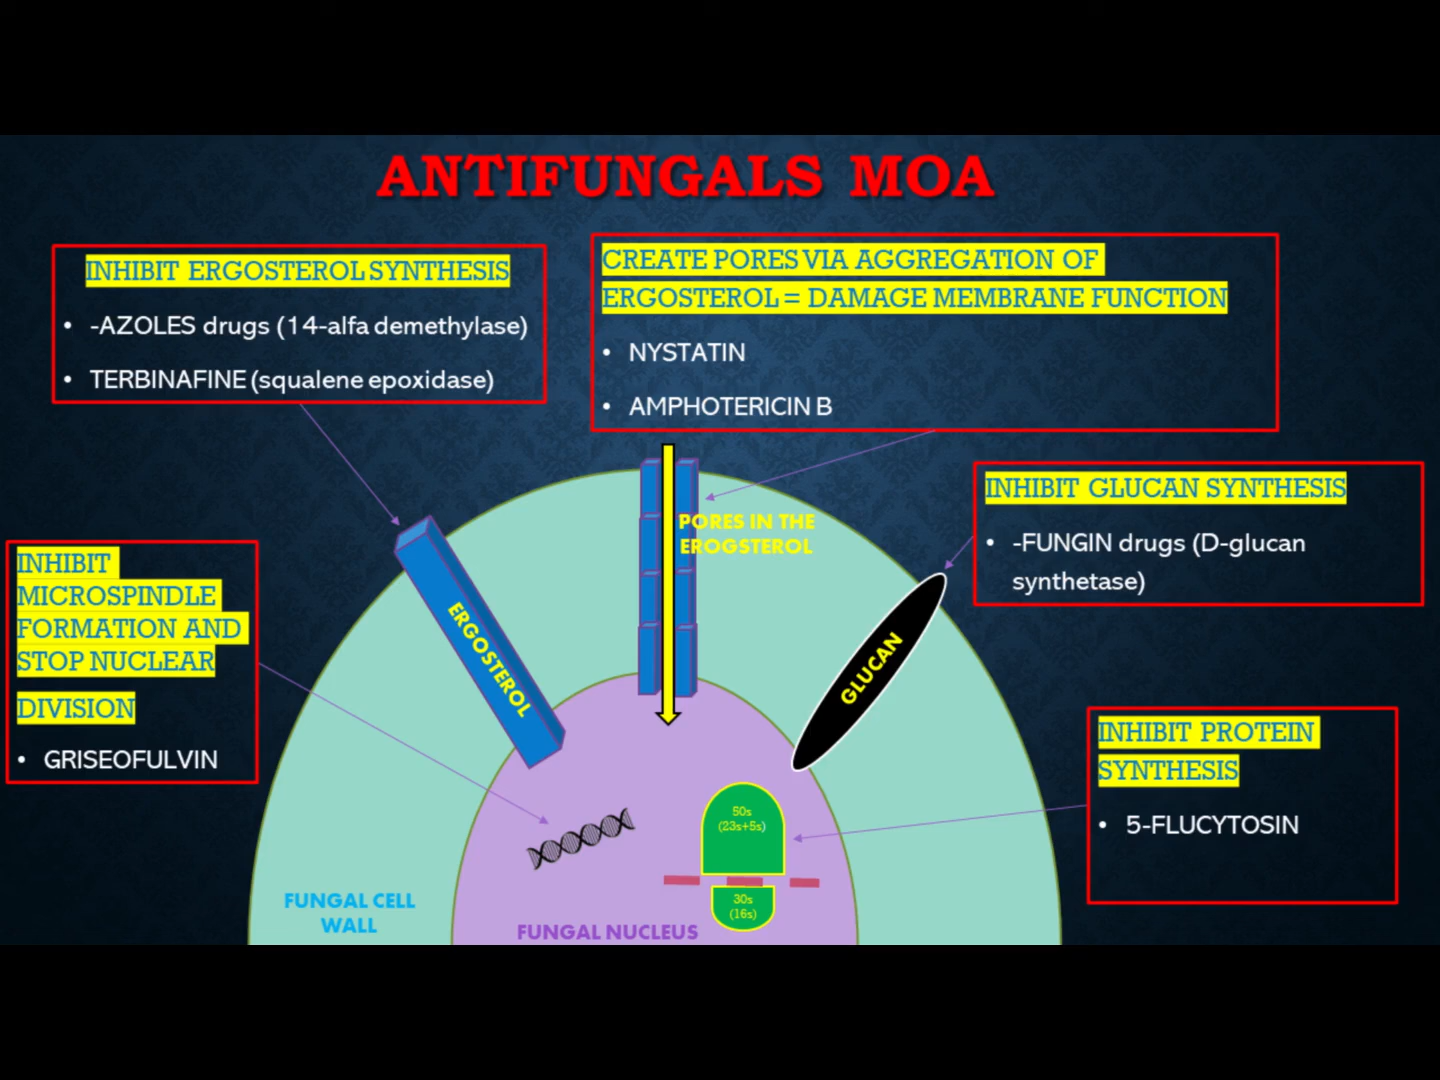 ANTIFUNGALS MOA
INHIBIT ERGOSTEROL SYNTHESIS
• -AZOLES drugs (14-alfa demethylase)
• TERBINAFINE (squalene epoxidase)
CREATE PORES VIA AGGREGATION OF
ERGOSTEROL = DAMAGE MEMBRANE FUNCTION
• NYSTATIN
• AMPHOTERICIN B
INHIBIT GLUCAN SYNTHESIS
• -FUNGIN drugs (D-glucan
synthetase)
PORES IN THE
EROGSTEROL
INHIBIT
MICROSPINDLE
FORMATION AND
STOP NUCLEAR
DIVISION
• GRISEOFULVIN
ERGOSTEROL
GLUCAN
INHIBIT PROTEIN
SYNTHESIS
• 5-FLUCYTOSIN
50s
(23s+5s)
30s
(16s)
FUNGAL CELL
WALL
FUNGAL NUCLEUS